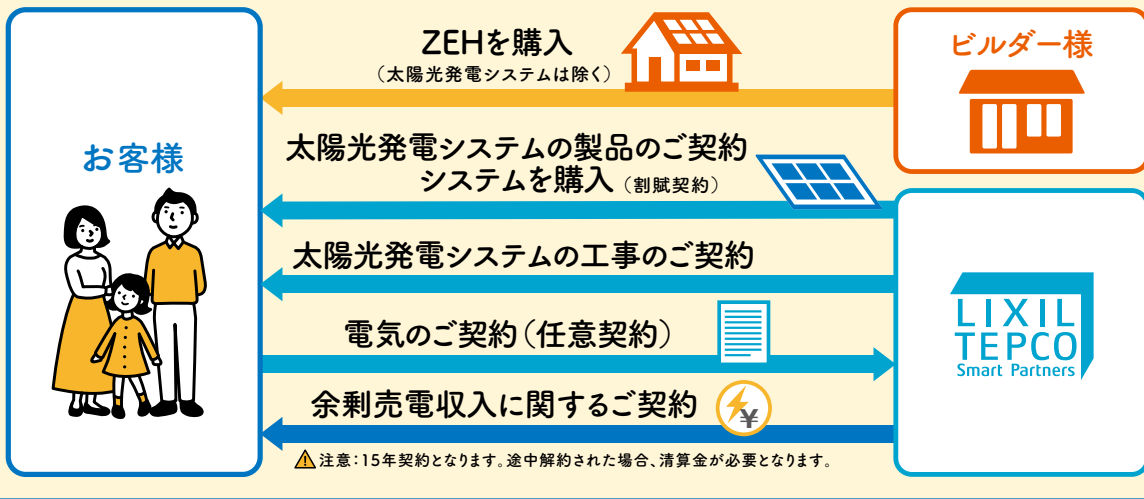 ZEHを購入
(太陽光発電システムは除く)
ビルダー様
お客様
太陽光発電システムの製品のご契約
システムを購入(割賦契約)
太陽光発電システムの工事のご契約
電気のご契約(任意契約)
余剰売電収入に関するご契約
¥
注意:15年契約となります。途中解約された場合、清算金が必要となります。
LIXIL
TEPCO
Smart Partners